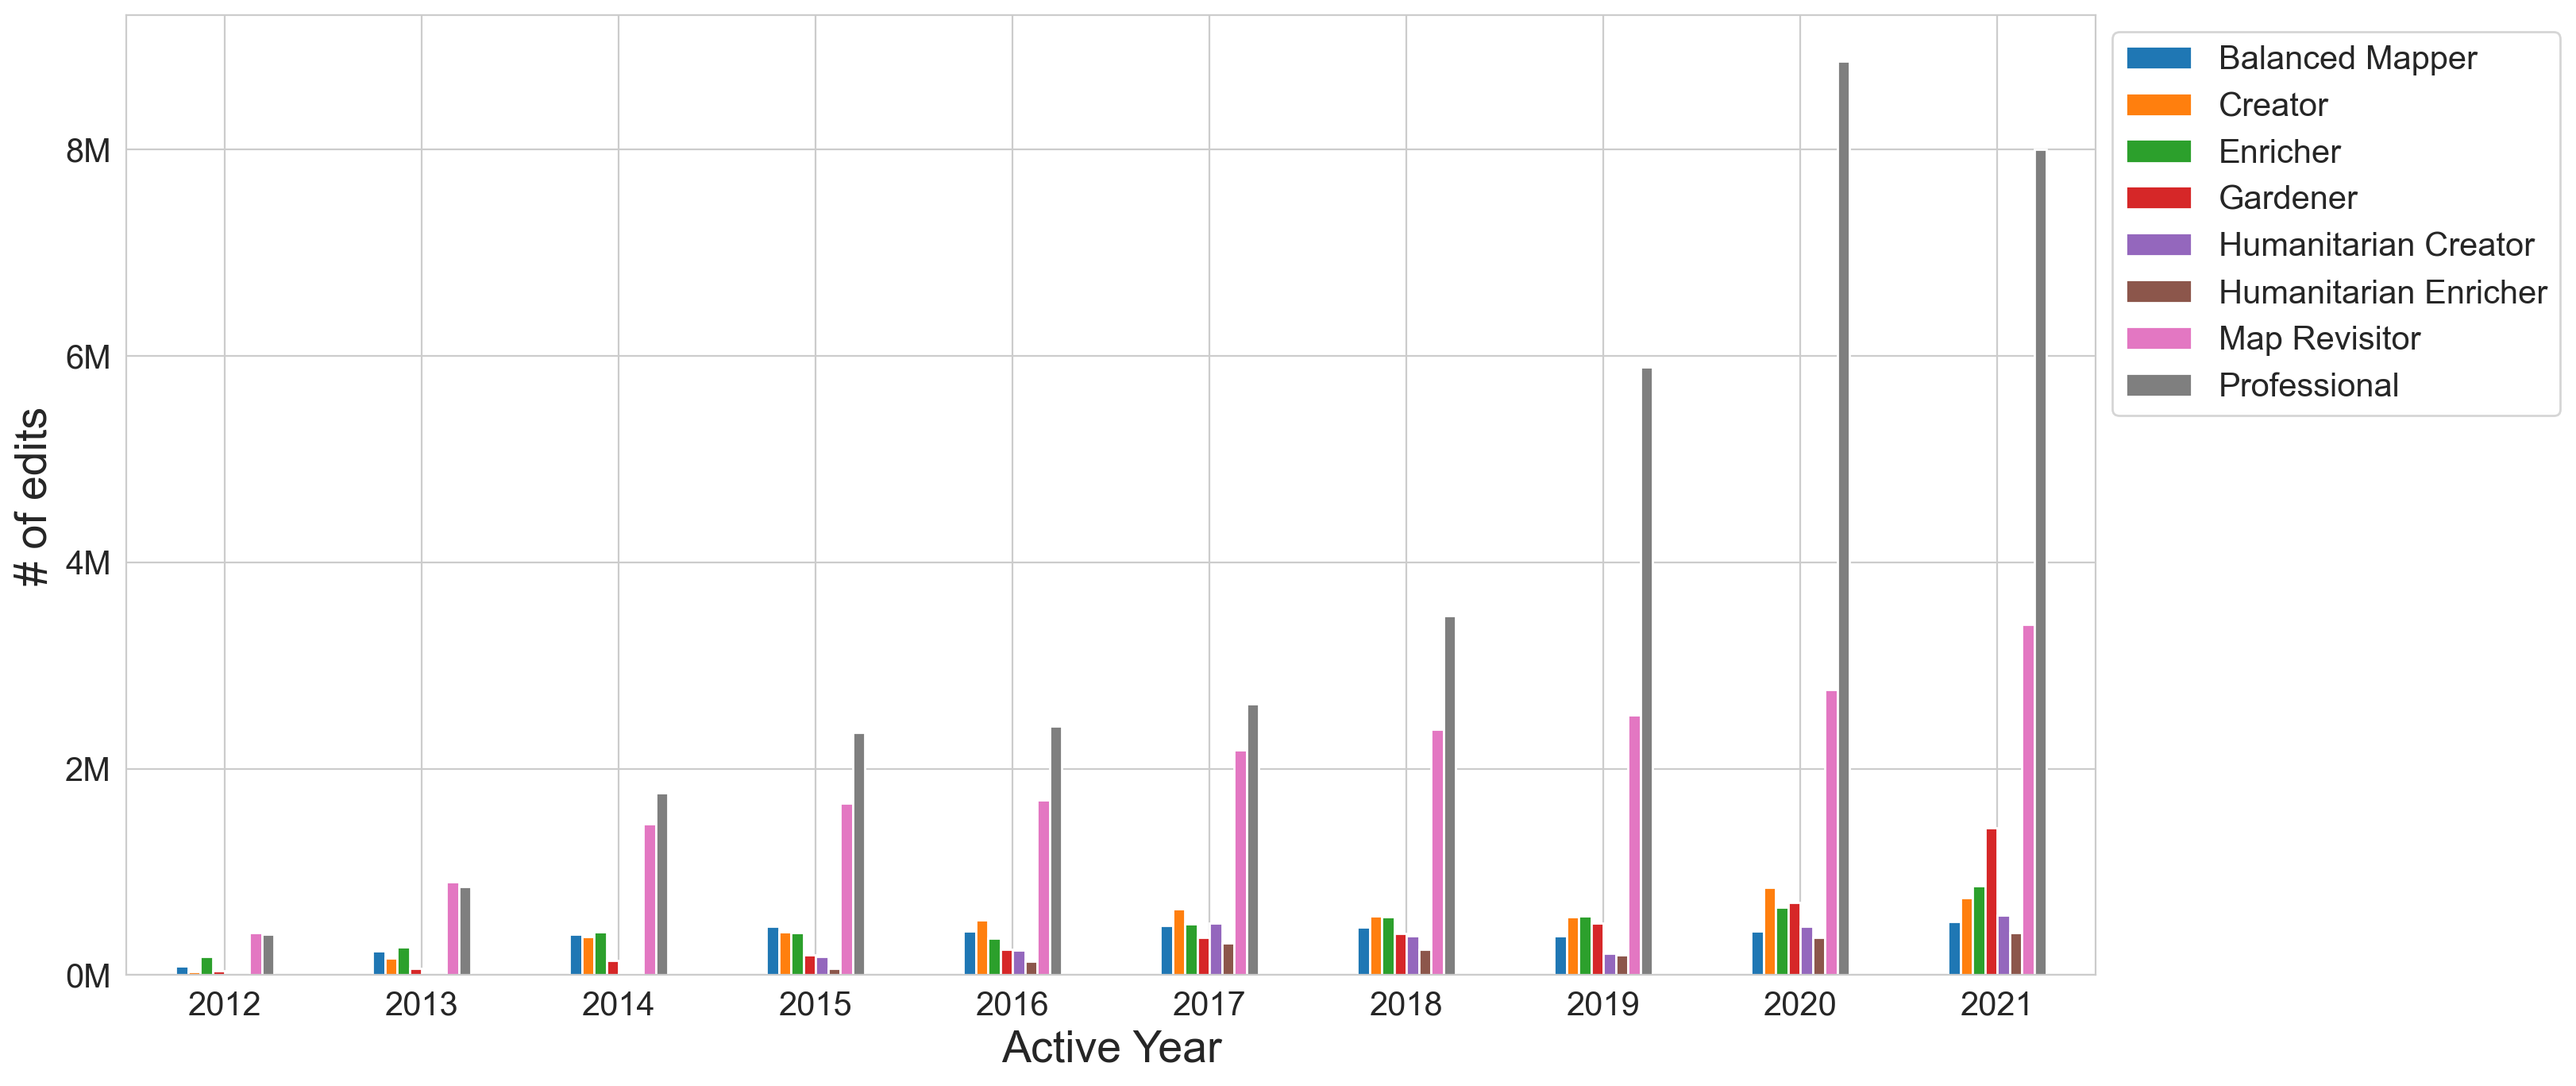 8M
6M
4M
2M
0M
# of edits
2012 2013 2014 2015 2016 2017 2018 2019 2020 2021
Active Year
Balanced Mapper
Creator
Enricher
Gardener
Humanitarian Creator
Humanitarian Enricher
Map Revisitor
Professional